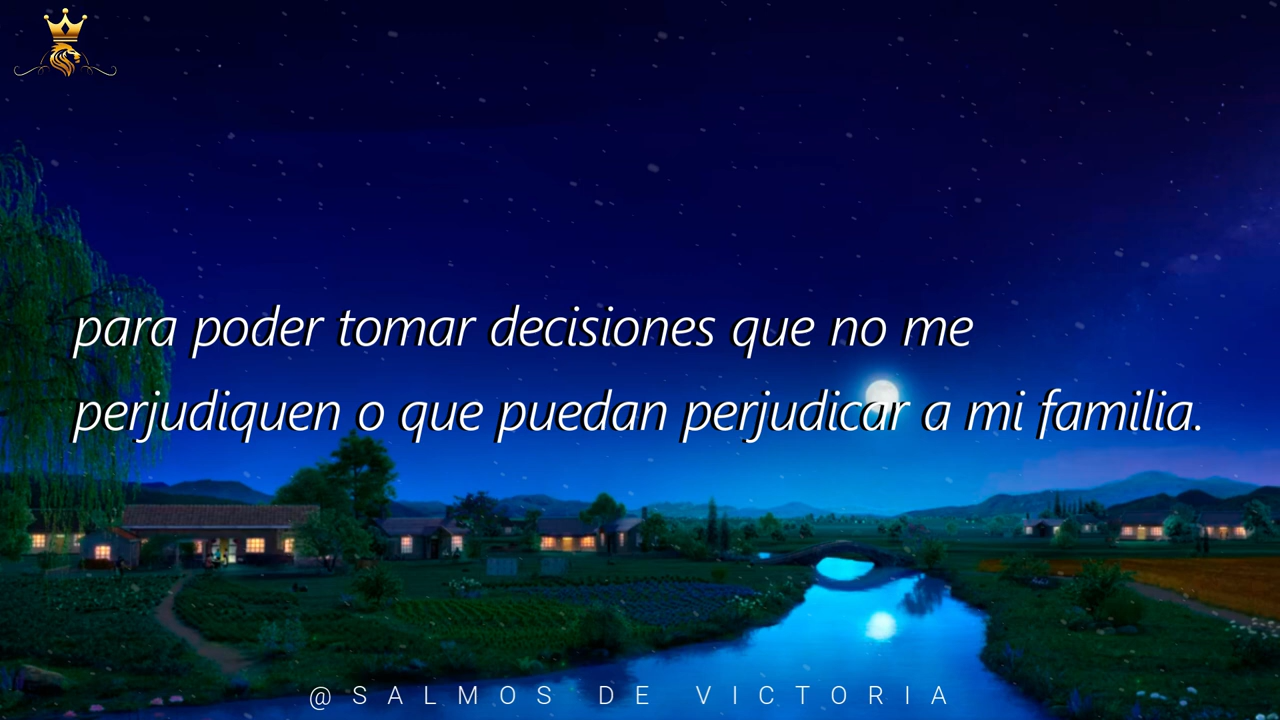 para poder tomar decisiones que no me
perjudiquen o que puedan perjudicar a mi familia.
@SALMOS DE VICTORIA